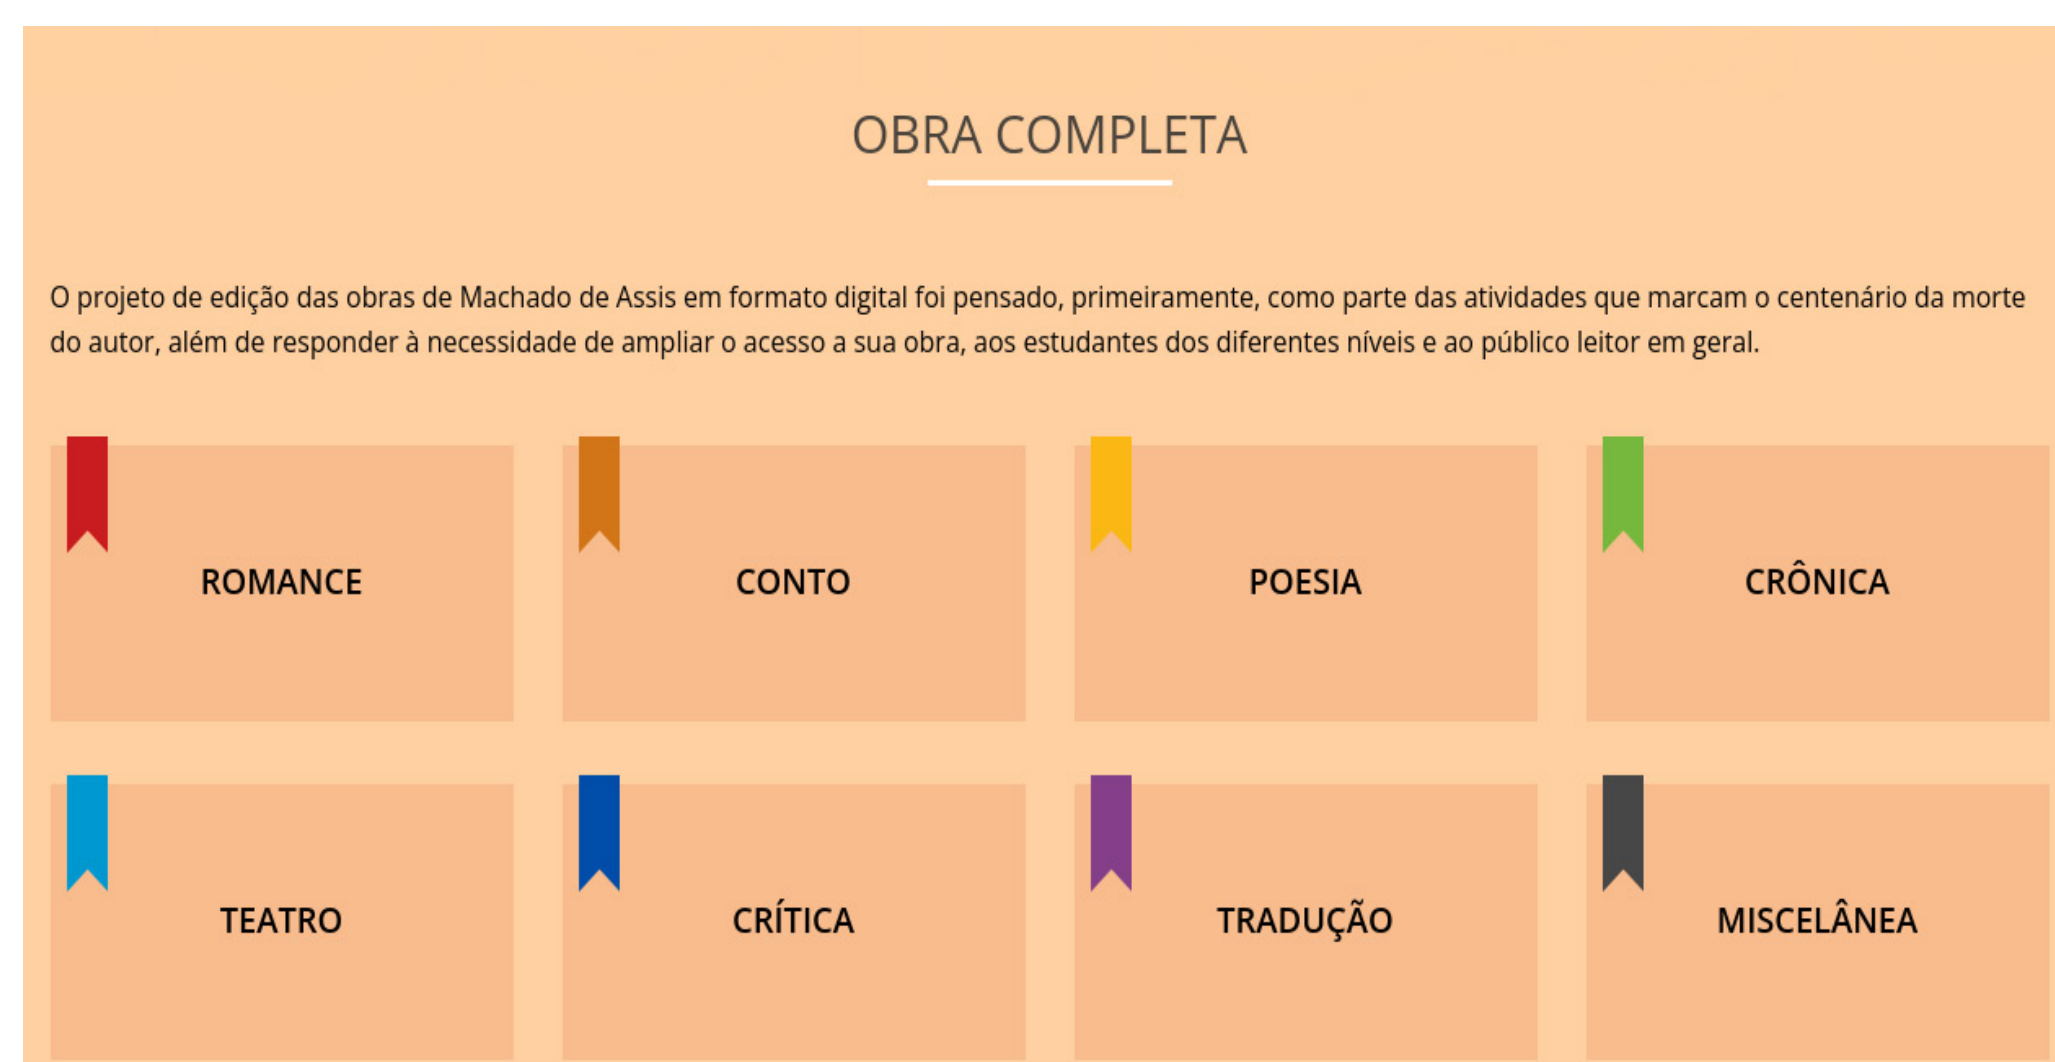 OBRA COMPLETA
O projeto de edição das obras de Machado de Assis em formato digital foi pensado, primeiramente, como parte das atividades que marcam o centenário da morte
do autor, além de responder à necessidade de ampliar o acesso a sua obra, aos estudantes dos diferentes níveis e ao público leitor em geral.
ROMANCE
CONTO
POESIA
CRÔNICA
TEATRO
CRÍTICA
TRADUÇÃO
MISCELÂNEA